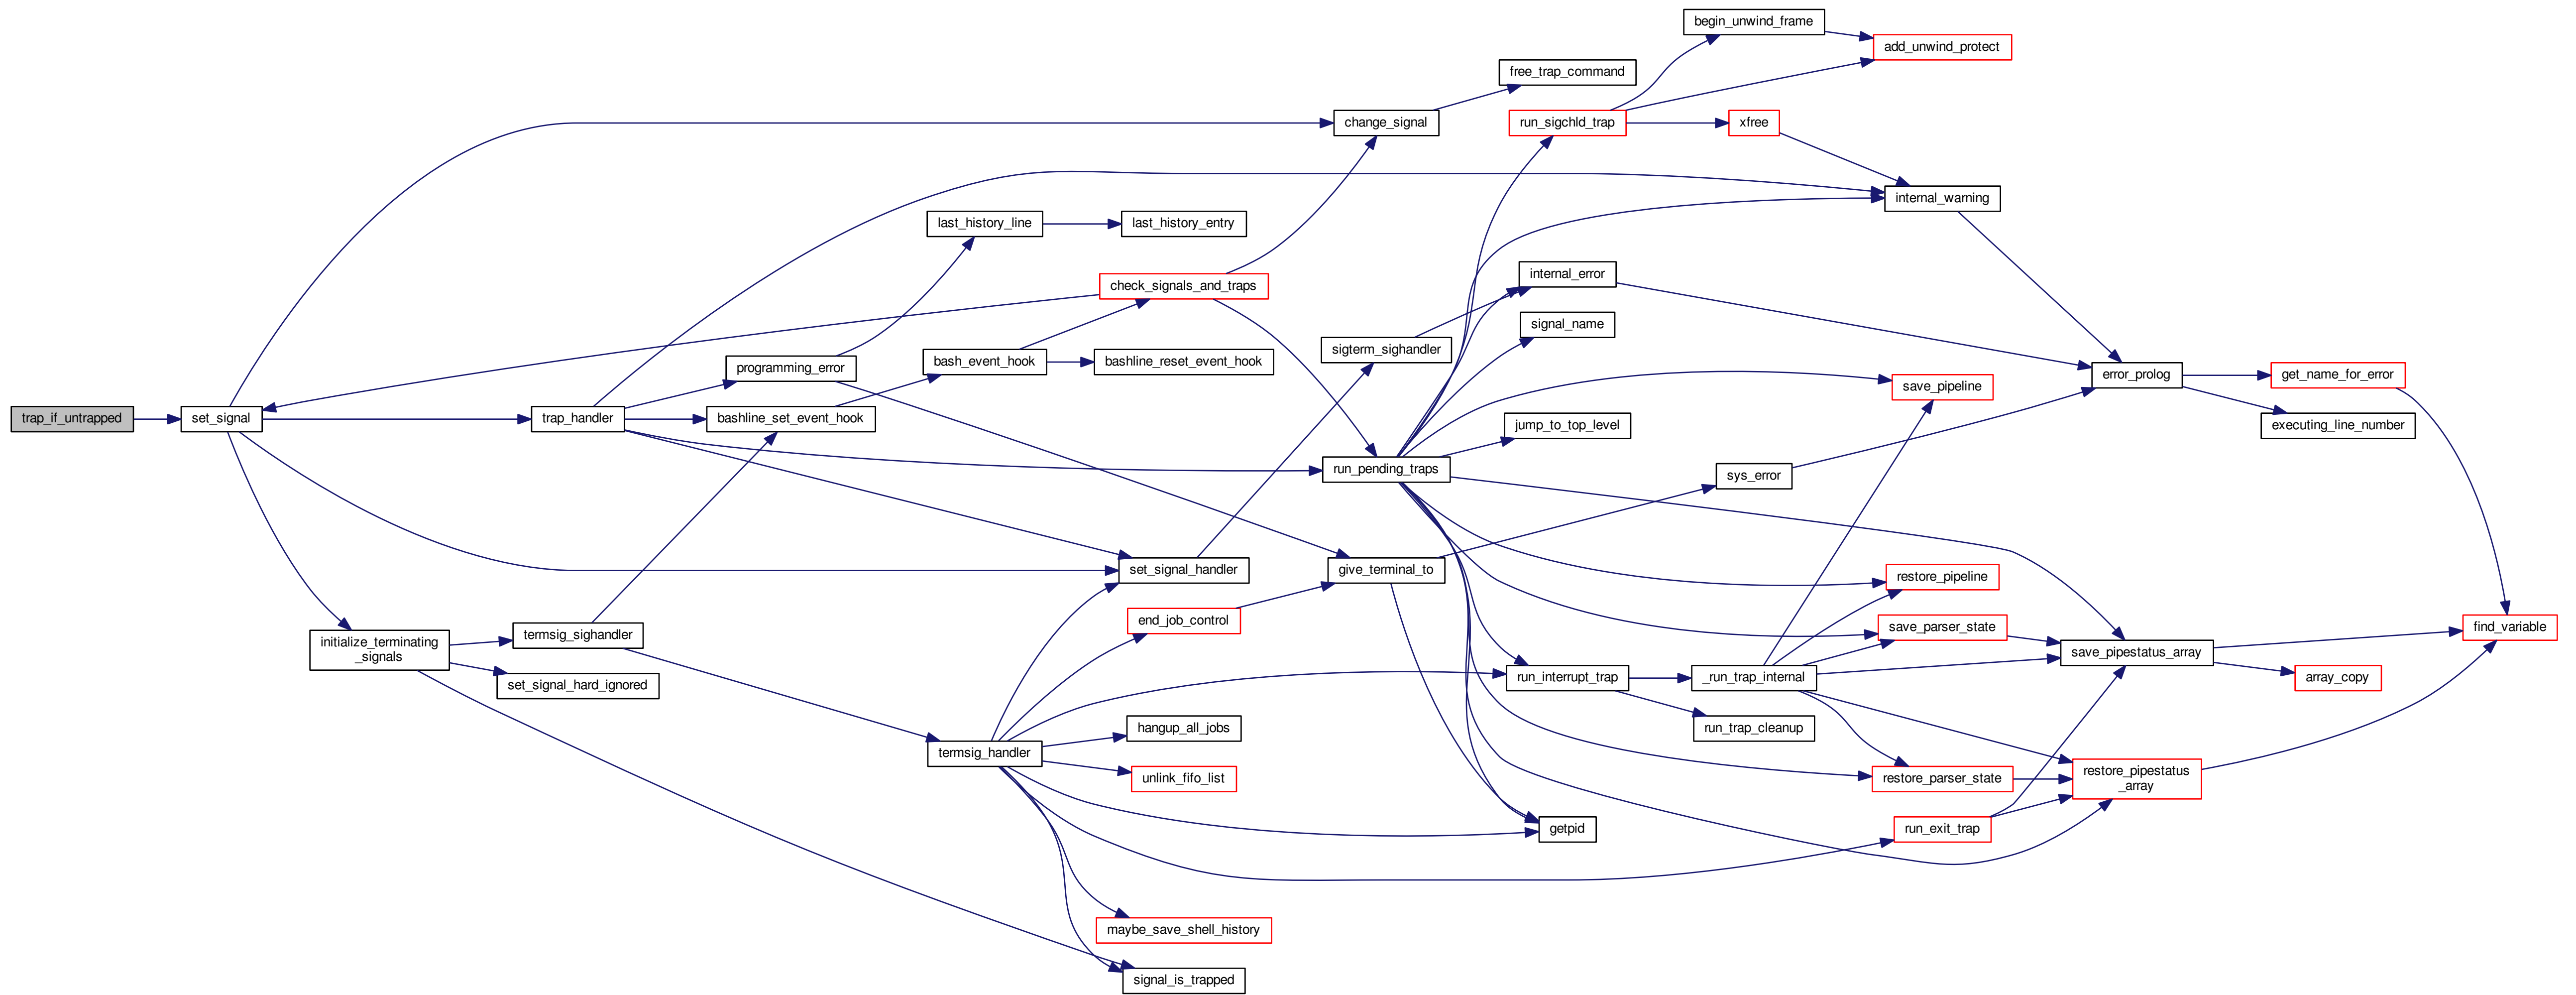 begin_unwind_frame
add_unwind_protect
free_trap_command
change_signal
run_sigchld_trap
xfree
internal_warning
last_history_line
last_history_entry
internal_error
check_signals_and_traps
signal_name
sigterm_sighandler
bash_event_hook
bashline_reset_event_hook
programming_error
error_prolog
get_name_for_error
save_pipeline
trap_if_untrapped
set_signal
trap_handler
bashline_set_event_hook
jump_to_top_level
executing_line_number
run_pending_traps
sys_error
set_signal_handler
give_terminal_to
restore_pipeline
end_job_control
save_parser_state
find_variable
initialize_terminating
_signals
termsig_sighandler
save_pipestatus_array
set_signal_hard_ignored
run_interrupt_trap
_run_trap_internal
array_copy
hangup_all_jobs
run_trap_cleanup
termsig_handler
unlink_fifo_list
restore_parser_state
restore_pipestatus
_array
getpid
run_exit_trap
maybe_save_shell_history
signal_is_trapped